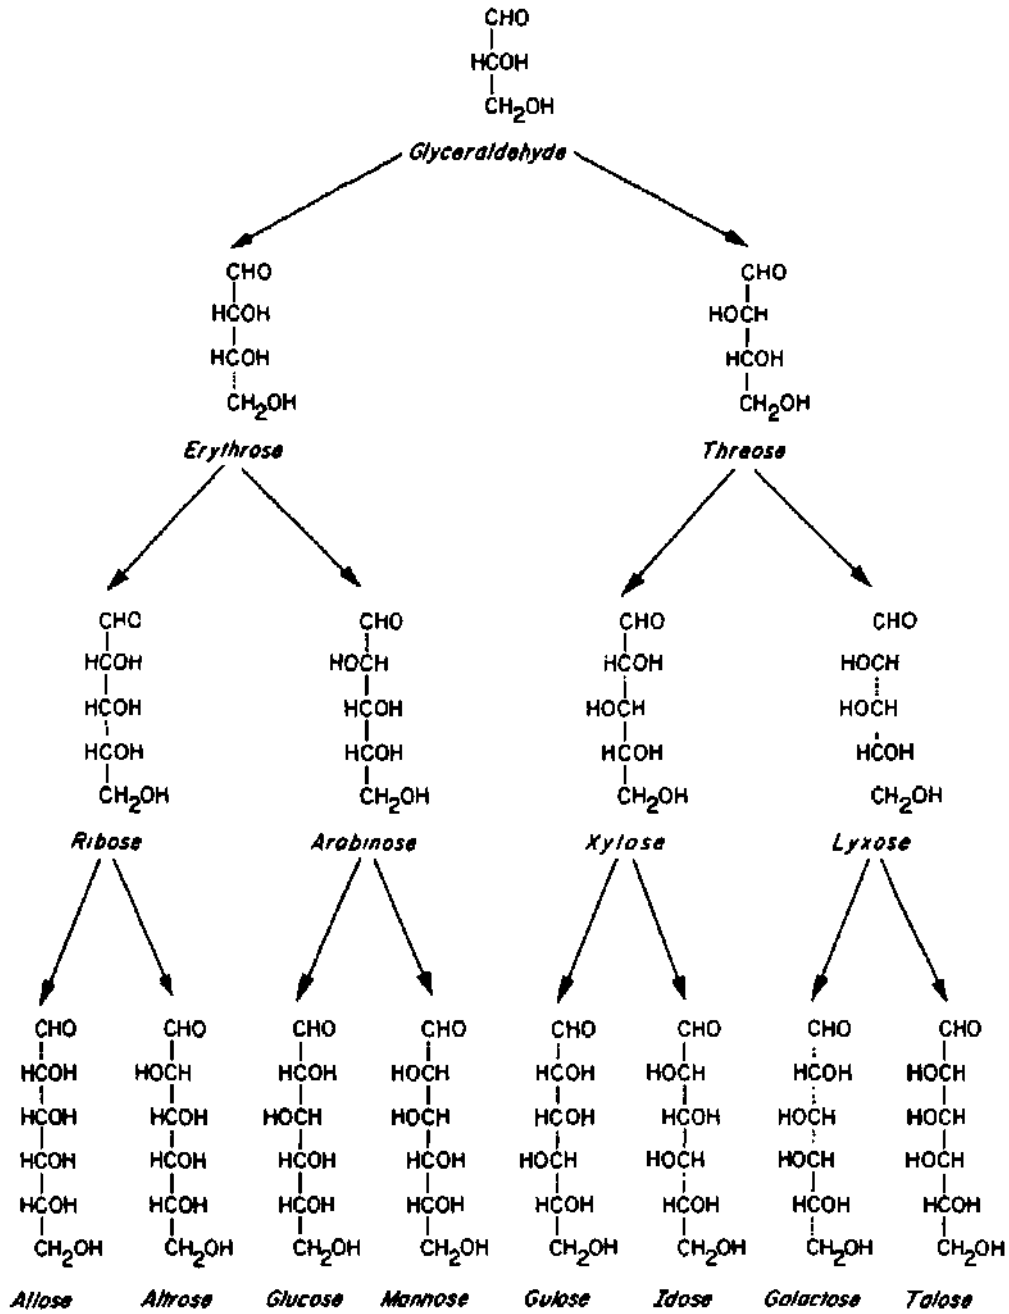 CHO
HCOH
CH2OH
Glyceraldehyde
CHO CHO
HCOH HOCH
HCOH HCOH
CH2OH CH2OH
Erythrose Threose
CHO CHO CHO CHO
HCOH HOCH HCOH HOCH
HCOH HCOH HOCH HOCH
HCOH HCOH HCOH HCOH
CH2OH CH2OH CH2OH CH2OH
Ribose Arabinose Xylose Lyxose
CHO CHO CHO CHO CHO CHO CHO CHO
HCOH HOCH HCOH HOCH HCOH HOCH HCOH HOCH
HCOH HCOH HOCH HOCH HCOH HCOH HOCH HOCH
HCOH HCOH HCOH HCOH HOCH HOCH HOCH HOCH
HCOH HCOH HCOH HCOH HCOH HCOH HCOH HCOH
CH2OH CH2OH CH2OH CH2OH CH2OH CH2OH CH2OH CH2OH
Allose Altrose Glucose Mannose Gulose Idose Galactose Talose